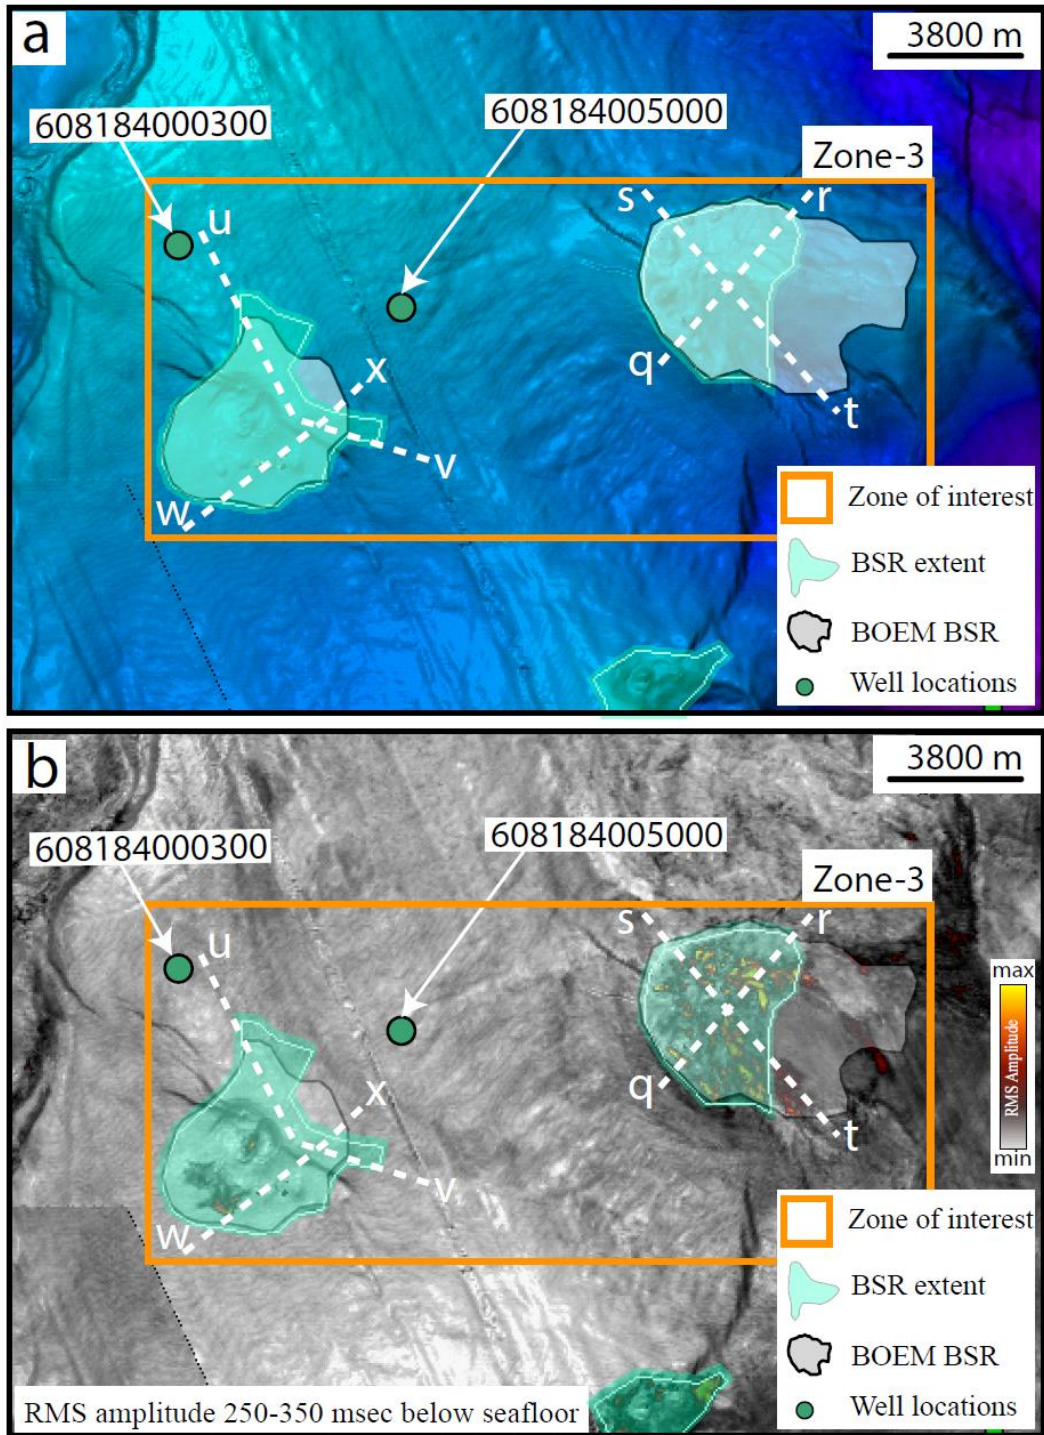 a
3800 m
608184000300
608184005000
Zone-3
s
r
u
q
x
t
v
w
Zone of interest
BSR extent
BOEM BSR
Well locations
b
3800 m
608184000300
608184005000
Zone-3
s
r
u
max
RMS Amplitude
min
q
x
t
v
w
Zone of interest
BSR extent
BOEM BSR
Well locations
RMS amplitude 250-350 msec below seafloor